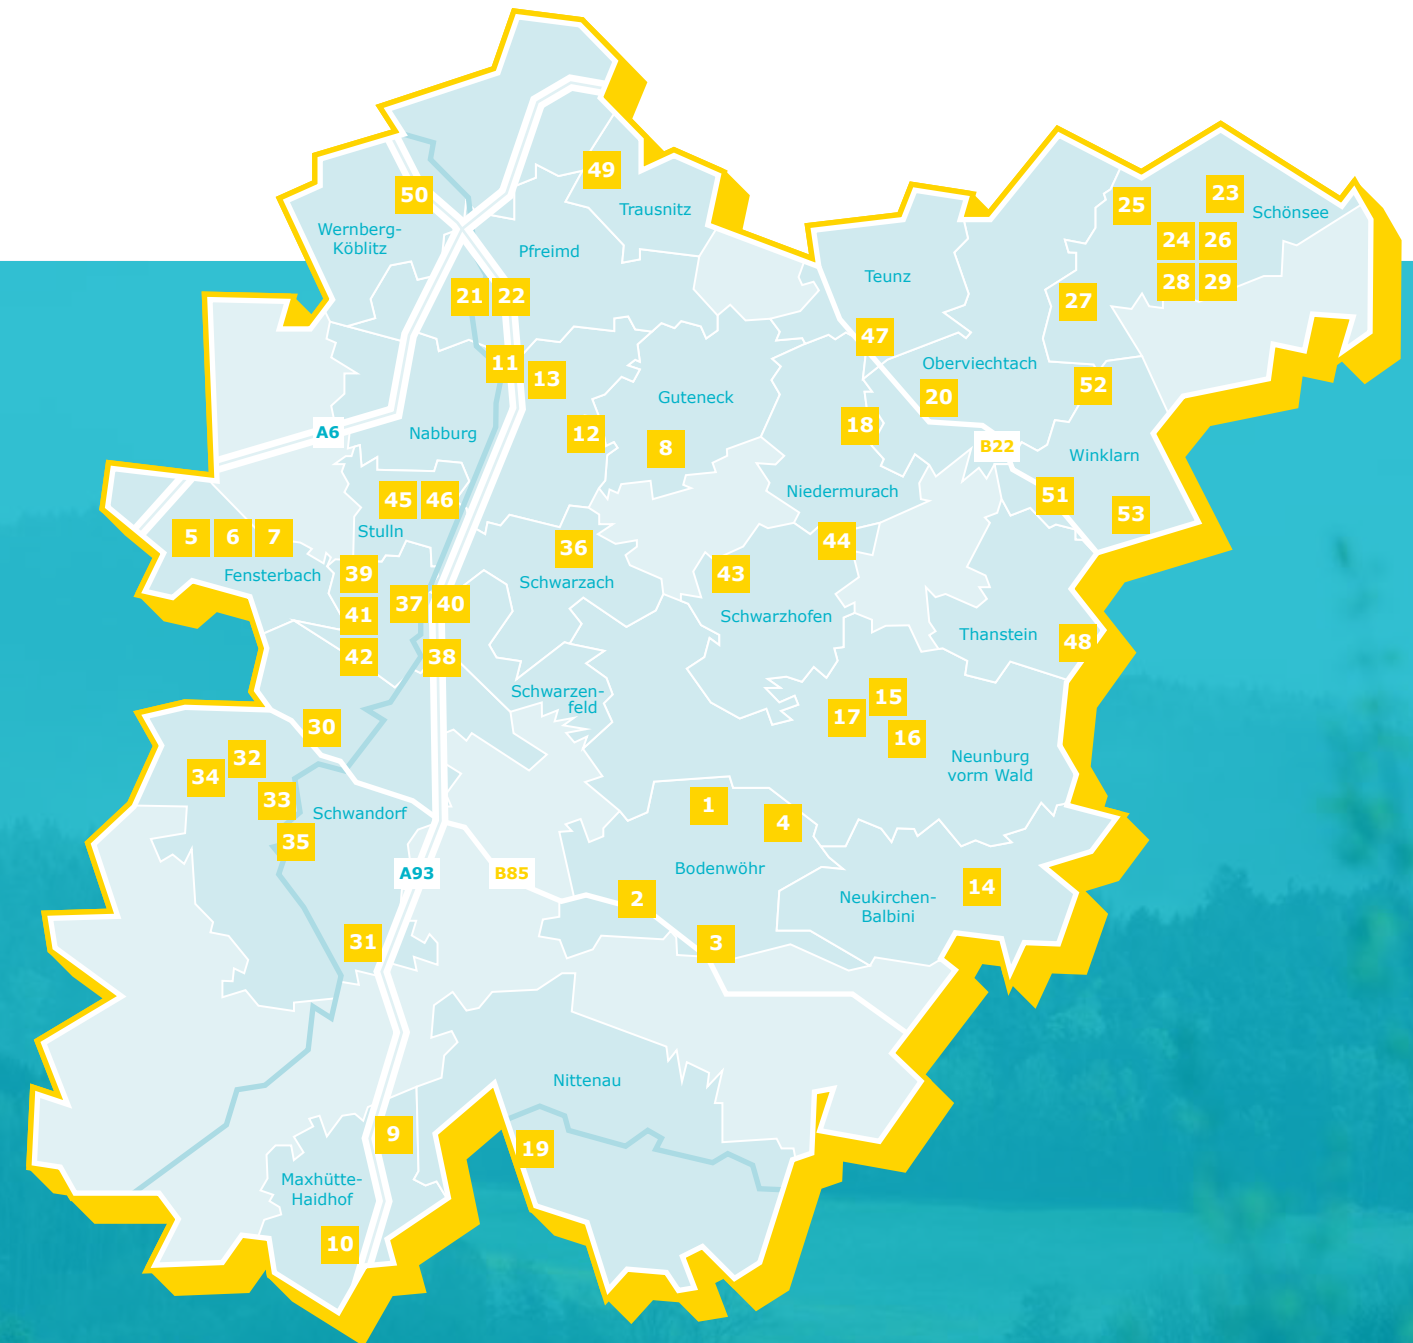 49
50
Trausnitz
23
25
Schönsee
Wernberg-
Köblitz
Pfreimd
24 26
Teunz
28 29
21 22
27
47
11
13
Oberviechtach
52
Guteneck
20
A6
Nabburg
12
8
18
B22
Winklarn
45 46
Niedermurach
51
53
Stulln
5 6 7
36
44
Fensterbach
39
Schwarzach
43
37 40
41
Schwarzhofen
Thanstein
48
42
38
Schwarzen-
feld
15
17
16
30
Neunburg
vorm Wald
32
34
33
Schwandorf
1
4
35
A93
B85
Bodenwöhr
14
2
Neukirchen-
Balbini
31
3
Nittenau
9
19
Maxhütte-
Haidhof
10